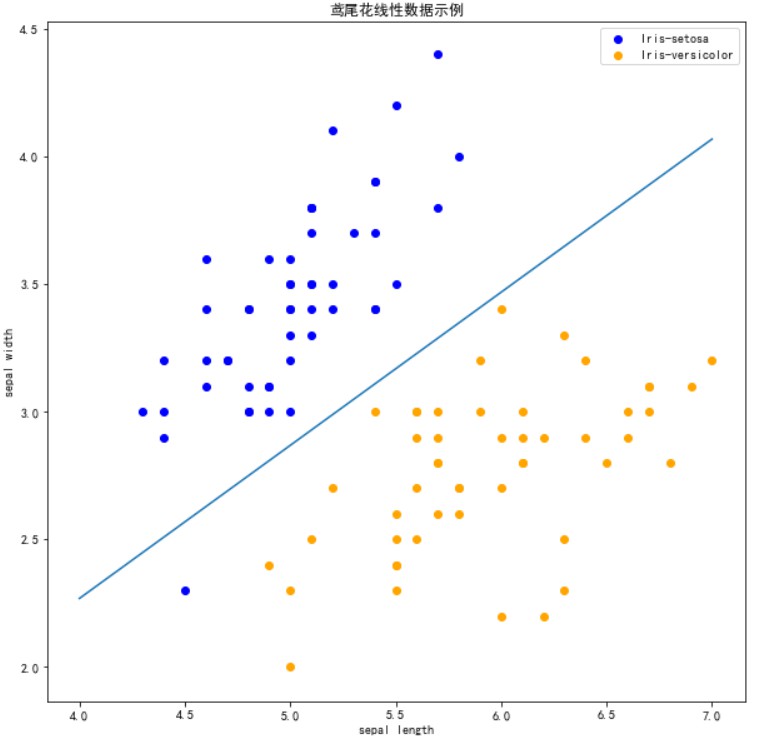 鸢尾花线性数据示例
Iris-setosa
Iris-versicolor
4.5
4.0
3.5
3.0
2.5
2.0
sepal width
4.0 4.5 5.0 5.5 6.0 6.5 7.0
sepal length